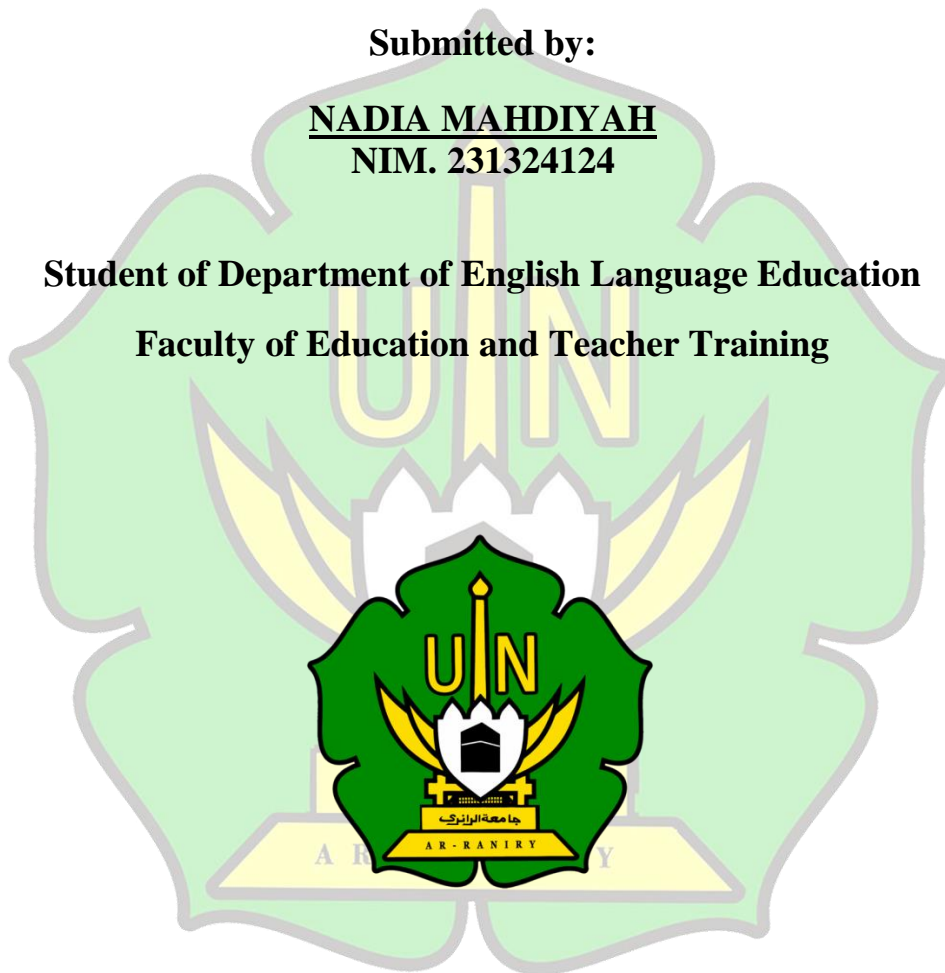 Submitted by:
NADIA MAHDIYAH
NIM. 231324124
Student of Department of English Language Education
Faculty of Education and Teacher Training
UIN
جامعة الرانري
AR-RANIRY